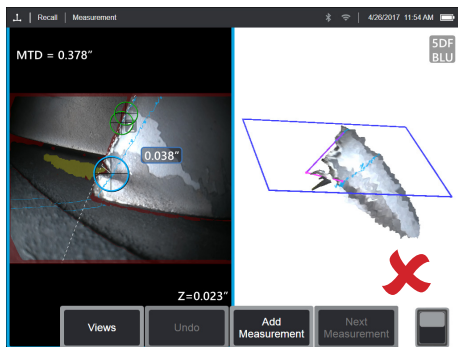 Recall | Measurement
4/26/2017 11:54 AM
MTD = 0.378"
5DF
BLU
0.038"
Z=0.023"
Views
Undo
Add
Measurement
Next
Measurement